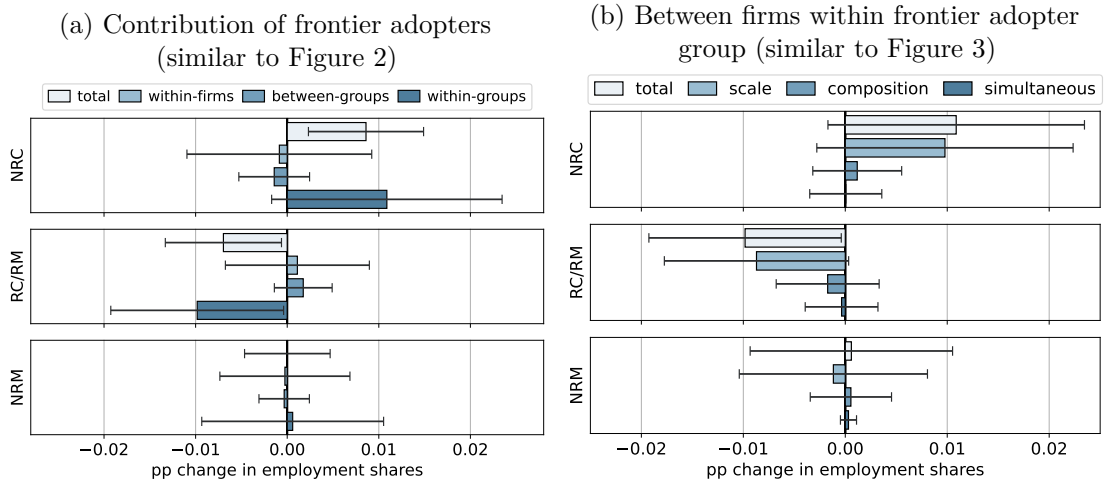 (a) Contribution of frontier adopters
(similar to Figure 2)
total within-firms between-groups within-groups
NRC
RC/RM
NRM
−0.02 −0.01 0.00 0.01 0.02
pp change in employment shares
(b) Between firms within frontier adopter
group (similar to Figure 3)
total scale composition simultaneous
NRC
RC/RM
NRM
−0.02 −0.01 0.00 0.01 0.02
pp change in employment shares